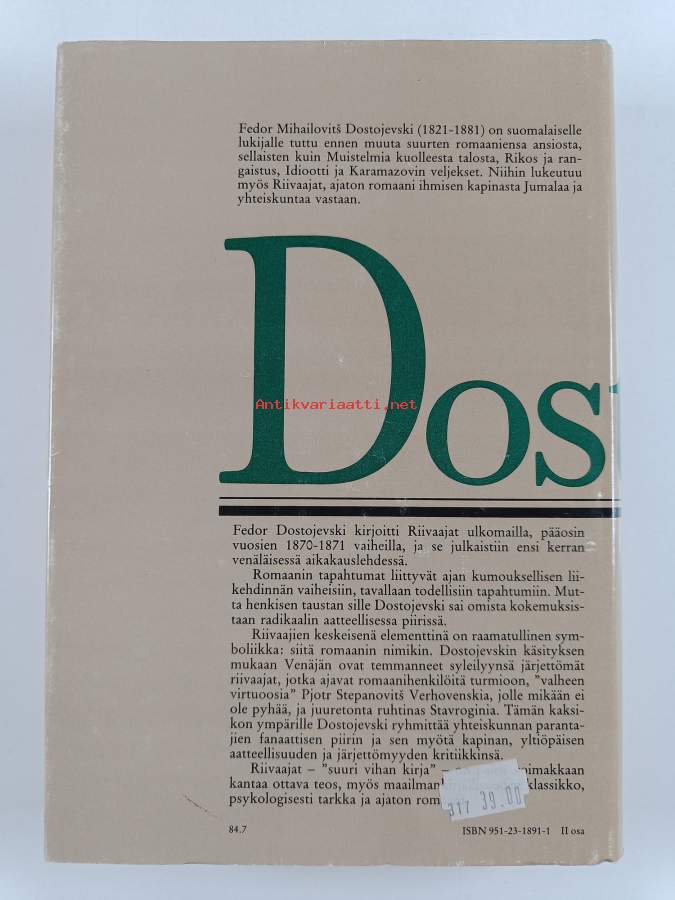 Fedor Mihailovitš Dostojevski (1821-1881) on suomalaiselle
lukijalle tuttu ennen muuta suurten romaaniensa ansiosta,
sellaisten kuin Muistelmia kuolleesta talosta, Rikos ja ran-
gaistus, Idiootti ja Karamazovin veljekset. Niihin lukeutuu
myös Riivaajat, ajaton romaani ihmisen kapinasta Jumalaa ja
yhteiskuntaa vastaan.
Dos
Antikvariaatti.net
Fedor Dostojevski kirjoitti Riivaajat ulkomailla, pääosin
vuosien 1870-1871 vaiheilla, ja se julkaistiin ensi kerran
venäläisessä aikakauslehdessä.
Romaanin tapahtumat liittyvät ajan kumouksellisen lii-
kehdinnän vaiheisiin, tavallaan todellisiin tapahtumiin. Mut-
ta henkisen taustan sille Dostojevski sai omista kokemuksis-
taan radikaalin aatteellisessa piirissä.
Riivaajien keskeisenä elementtinä on raamatullinen sym-
boliikka: siitä romaanin nimikin. Dostojevskin käsityksen
mukaan Venäjän ovat temmanneet syleilyynsä järjettömät
riivaajat, jotka ajavat romaanihenkilöitä turmioon, ”valheen
virtuoosia” Pjotr Stepanovitš Verhovenskia, jolle mikään ei
ole pyhää, ja juuretonta ruhtinas Stavroginia. Tämän kaksi-
kon ympärille Dostojevski ryhmittää yhteiskunnan paranta-
jien fanaattisen piirin ja sen myötä kapinan, yltiöpäisen
aatteellisuuden ja järjettömyyden kritiikkinsä.
Riivaajat – ”suuri vihan kirja” –
kantaa ottava teos, myös klassikko,
psykologisesti tarkka ja ajaton
317 39.00
84.7
ISBN 951-23-1891-1 II osa